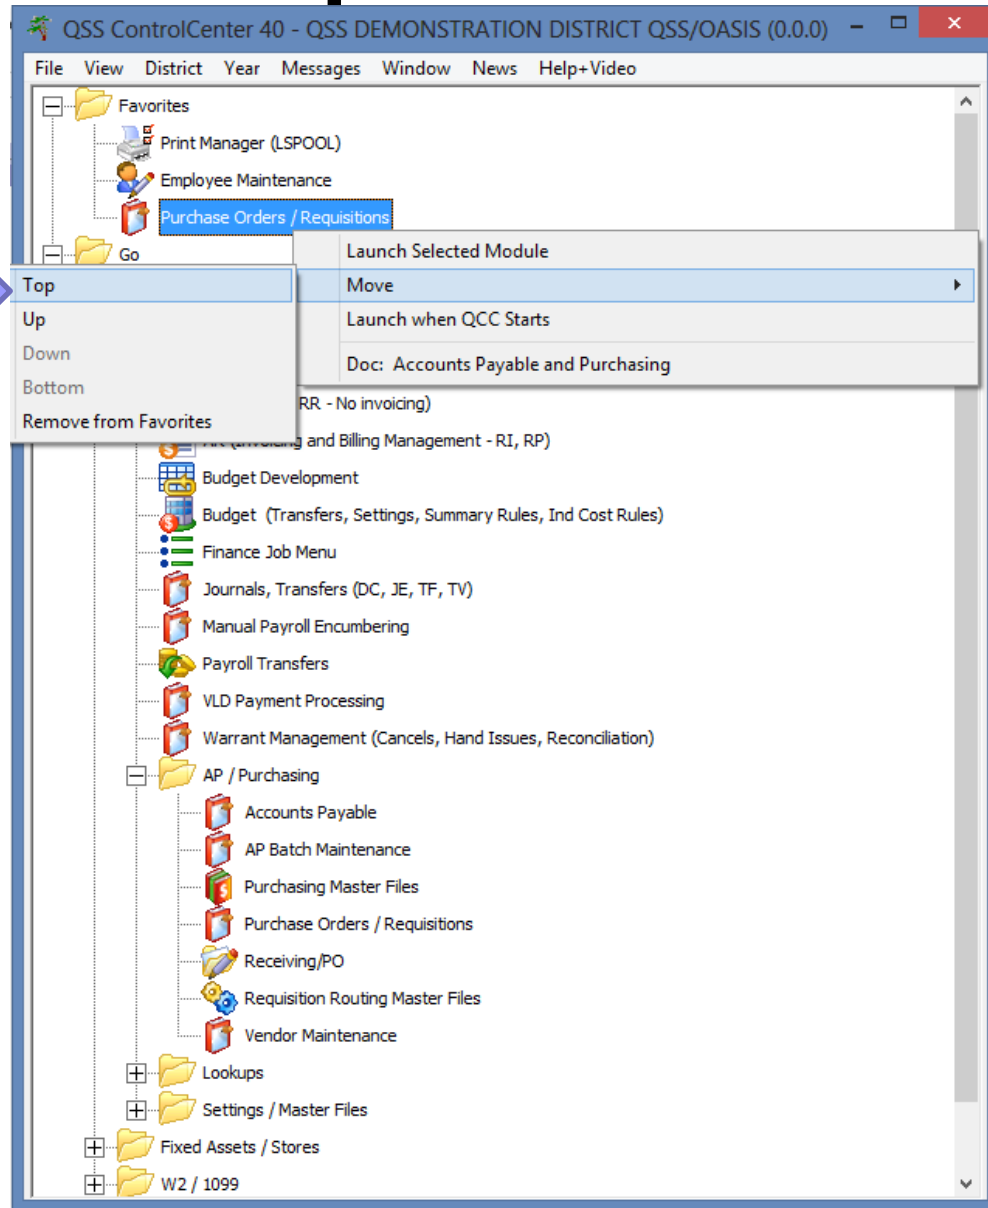 QSS ControlCenter 40 - QSS DEMONSTRATION DISTRICT QSS/OASIS (0.0.0)
File View District Year Messages Window News Help+Video
Favorites
Print Manager (LSPOOL)
Employee Maintenance
Purchase Orders / Requisitions
Go
Launch Selected Module
Move
Launch when QCC Starts
Doc: Accounts Payable and Purchasing
Top
Up
Down
Bottom
Remove from Favorites
RR - No invoicing)
AR (Invoicing and Billing Management - RI, RP)
Budget Development
Budget (Transfers, Settings, Summary Rules, Ind Cost Rules)
Finance Job Menu
Journals, Transfers (DC, JE, TF, TV)
Manual Payroll Encumbering
Payroll Transfers
VLD Payment Processing
Warrant Management (Cancels, Hand Issues, Reconciliation)
AP / Purchasing
Accounts Payable
AP Batch Maintenance
Purchasing Master Files
Purchase Orders / Requisitions
Receiving/PO
Requisition Routing Master Files
Vendor Maintenance
Lookups
Settings / Master Files
Fixed Assets / Stores
W2 / 1099